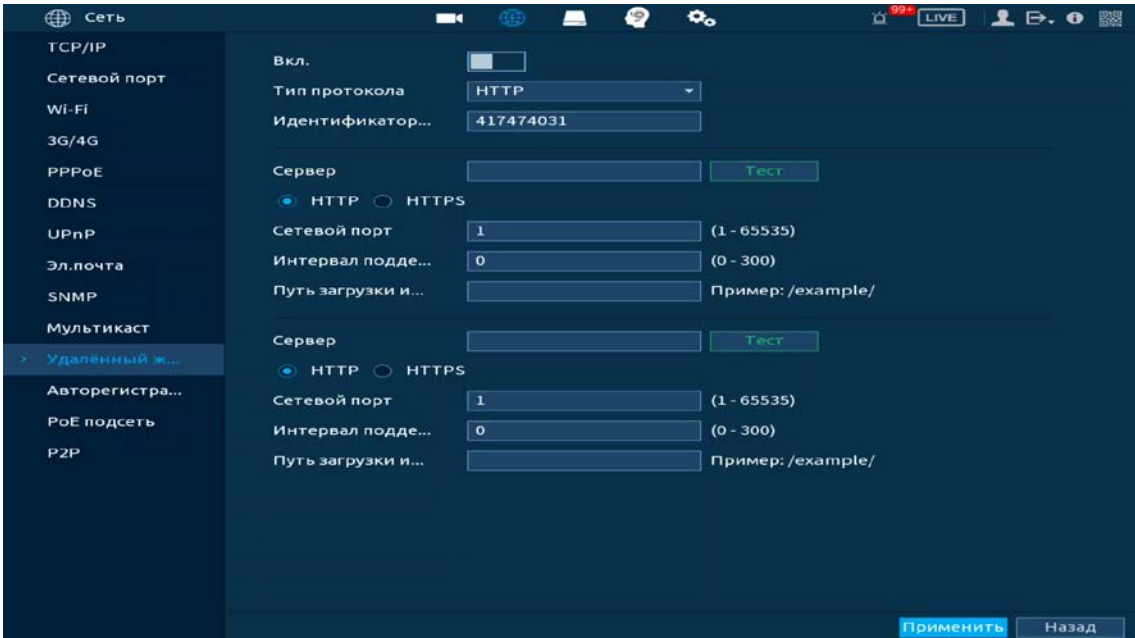 Сеть 99+ LIVE
TCP/IP
Сетевой порт
Wi-Fi
3G/4G
PPPoE
DDNS
UPnP
Эл.почта
SNMP
Мультикаст
Удалённый ж...
Авторегистра...
PoE подсеть
P2P
Вкл.
Тип протокола HTTP
Идентификатор... 417474031
Сервер Тест
HTTP HTTPS
Сетевой порт 1 (1 - 65535)
Интервал подде... 0 (0 - 300)
Путь загрузки и... Пример: /example/
Сервер Тест
HTTP HTTPS
Сетевой порт 1 (1 - 65535)
Интервал подде... 0 (0 - 300)
Путь загрузки и... Пример: /example/
Применить Назад